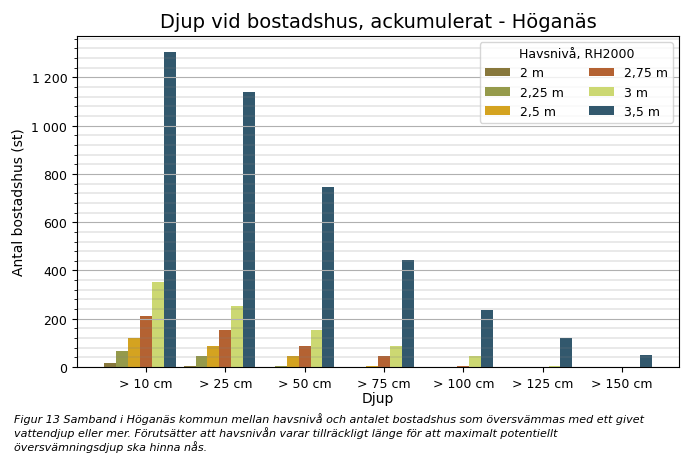 Djup vid bostadshus, ackumulerat - Höganäs
Havsnivå, RH2000
2 m
2,25 m
2,5 m
2,75 m
3 m
3,5 m
Antal bostadshus (st)
1 200
1 000
800
600
400
200
0
> 10 cm
> 25 cm
> 50 cm
> 75 cm
> 100 cm
> 125 cm
> 150 cm
Djup
Figur 13 Samband i Höganäs kommun mellan havsnivå och antalet bostadshus som översvämmas med ett givet
vattendjup eller mer. Förutsätter att havsnivån varar tillräckligt länge för att maximalt potentiellt
översvämningsdjup ska hinna nås.